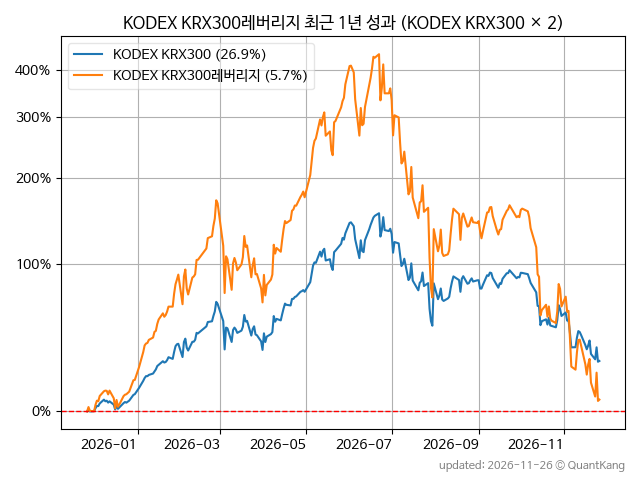 KODEX KRX300레버리지 최근 1년 성과 (KODEX KRX300 × 2)
KODEX KRX300 (26.9%)
KODEX KRX300레버리지 (5.7%)
400%
300%
200%
100%
0%
2026-01 2026-03 2026-05 2026-07 2026-09 2026-11
updated: 2026-11-26 © QuantKang